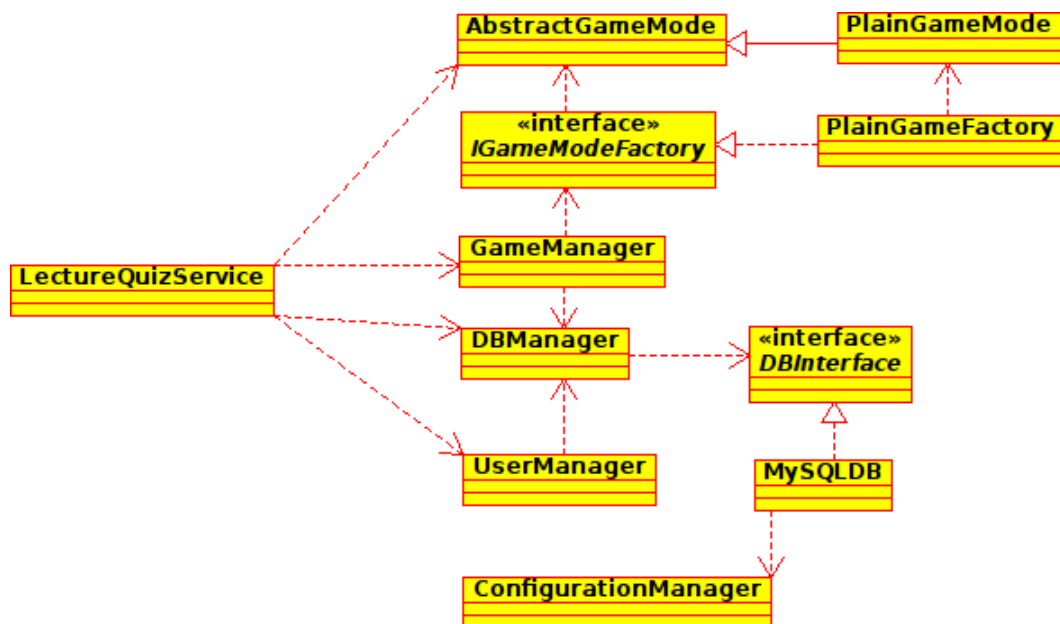 AbstractGameMode
PlainGameMode
«interface»
IGameModeFactory
PlainGameFactory
GameManager
LectureQuizService
DBManager
«interface»
DBInterface
UserManager
MySQLDB
ConfigurationManager